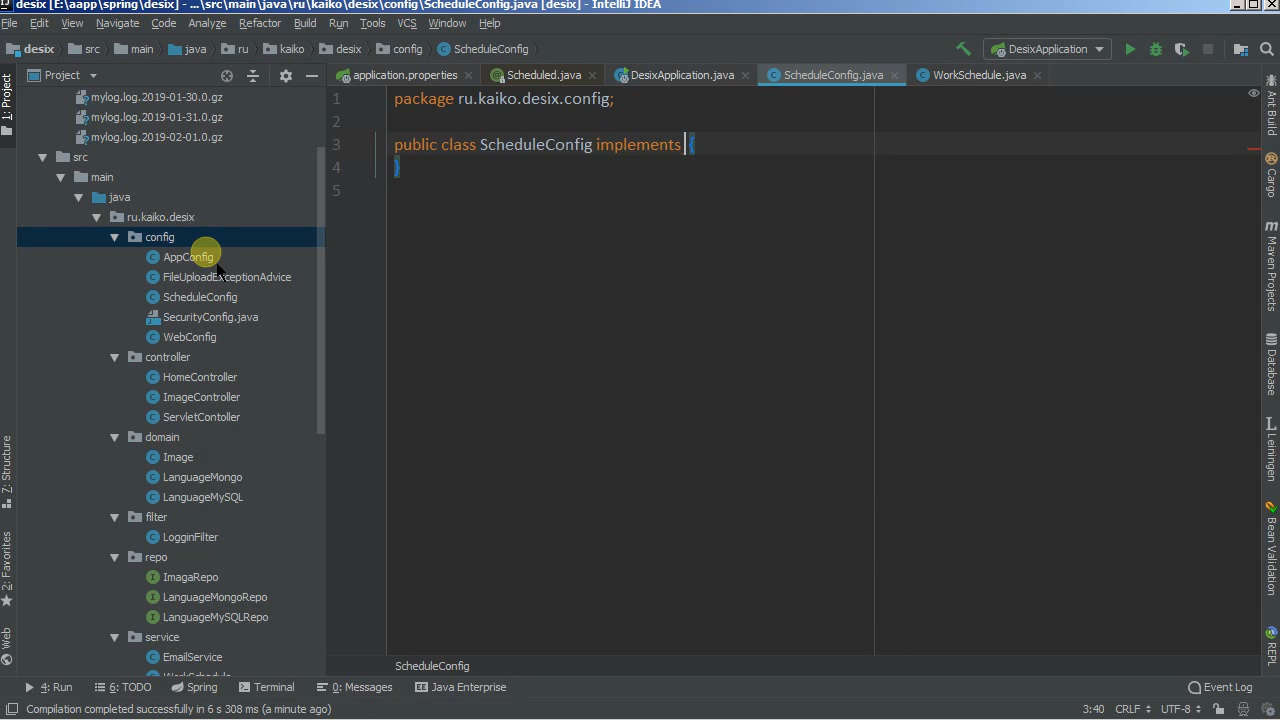 desix [E:\aapp\spring\desix] - ...\src\main\java\ru\kaiko\desix\config\ScheduleConfig.java [desix] - IntelliJ IDEA
File Edit View Navigate Code Analyze Refactor Build Run Tools VCS Window Help
desix src main java ru kaiko desix config ScheduleConfig DesixApplication
Project application.properties Scheduled.java DesixApplication.java ScheduleConfig.java WorkSchedule.java
1: Project
Z: Structure
2: Favorites
Web
mylog.log.2019-01-30.0.gz
mylog.log.2019-01-31.0.gz
mylog.log.2019-02-01.0.gz
src
main
java
ru.kaiko.desix
config
AppConfig
FileUploadExceptionAdvice
ScheduleConfig
SecurityConfig.java
WebConfig
controller
HomeController
ImageController
ServletContoller
domain
Image
LanguageMongo
LanguageMySQL
filter
LogginFilter
repo
ImagaRepo
LanguageMongoRepo
LanguageMySQLRepo
service
EmailService
WorkSchedule
1 package ru.kaiko.desix.config;
2
3 public class ScheduleConfig implements {
4 }
5
Ant Build
Cargo
Maven Projects
Database
Leiningen
Bean Validation
REPL
ScheduleConfig
4: Run 6: TODO Spring Terminal 0: Messages Java Enterprise Event Log
Compilation completed successfully in 6 s 308 ms (a minute ago) 3:40 CRLF UTF-8